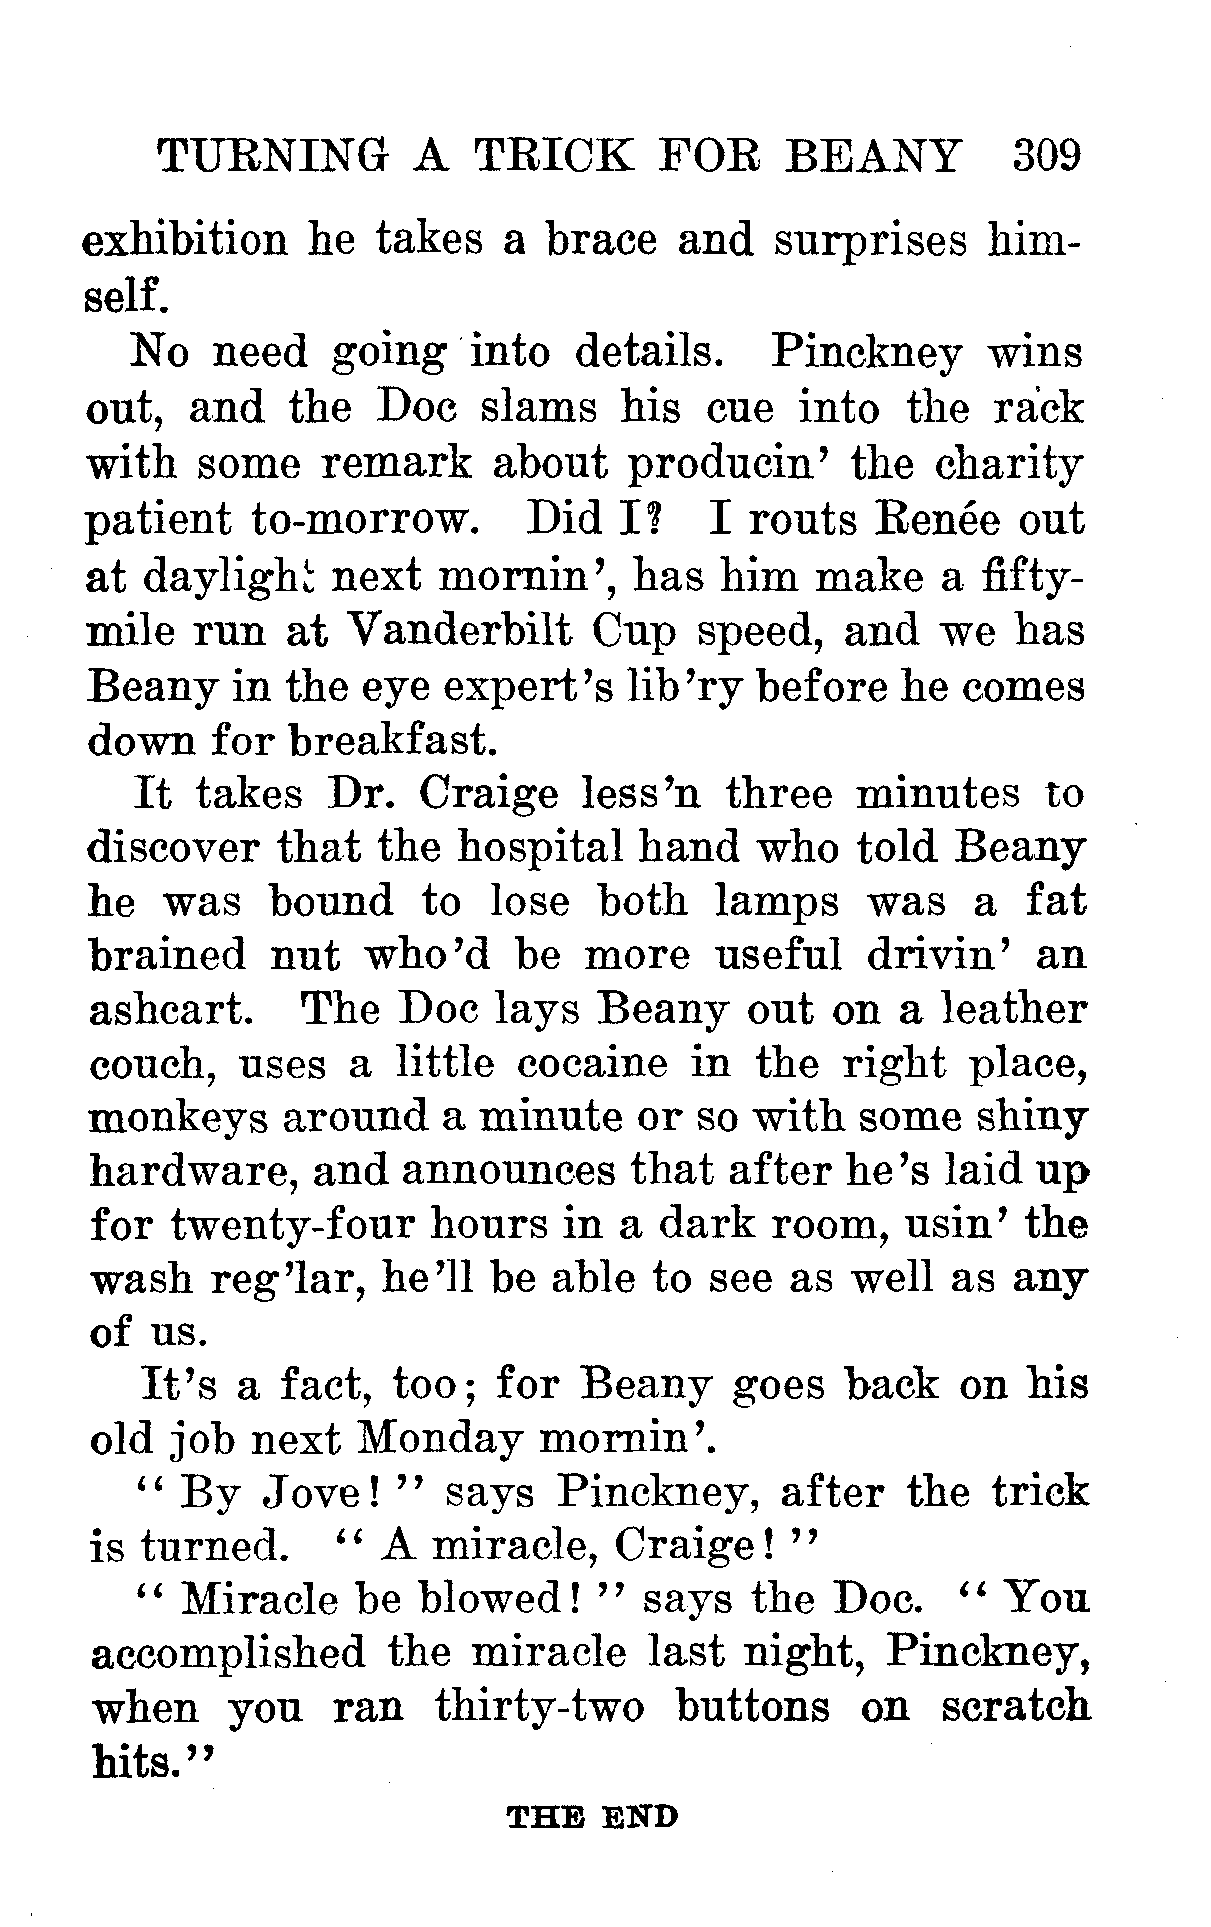 TURNING A TRICK FOR BEANY 309
exhibition he takes a brace and surprises him-
self.
No need going into details. Pinckney wins
out, and the Doc slams his cue into the rack
with some remark about producin' the charity
patient to-morrow. Did I? I routs Renée out
at daylight next mornin', has him make a fifty-
mile run at Vanderbilt Cup speed, and we has
Beany in the eye expert's lib'ry before he comes
down for breakfast.
It takes Dr. Craige less'n three minutes to
discover that the hospital hand who told Beany
he was bound to lose both lamps was a fat
brained nut who'd be more useful drivin' an
ashcart. The Doc lays Beany out on a leather
couch, uses a little cocaine in the right place,
monkeys around a minute or so with some shiny
hardware, and announces that after he's laid up
for twenty-four hours in a dark room, usin' the
wash reg'lar, he'll be able to see as well as any
of us.
It's a fact, too; for Beany goes back on his
old job next Monday mornin'.
"By Jove!" says Pinckney, after the trick
is turned. "A miracle, Craige!"
"Miracle be blowed!" says the Doc. "You
accomplished the miracle last night, Pinckney,
when you ran thirty-two buttons on scratch
hits."
THE END